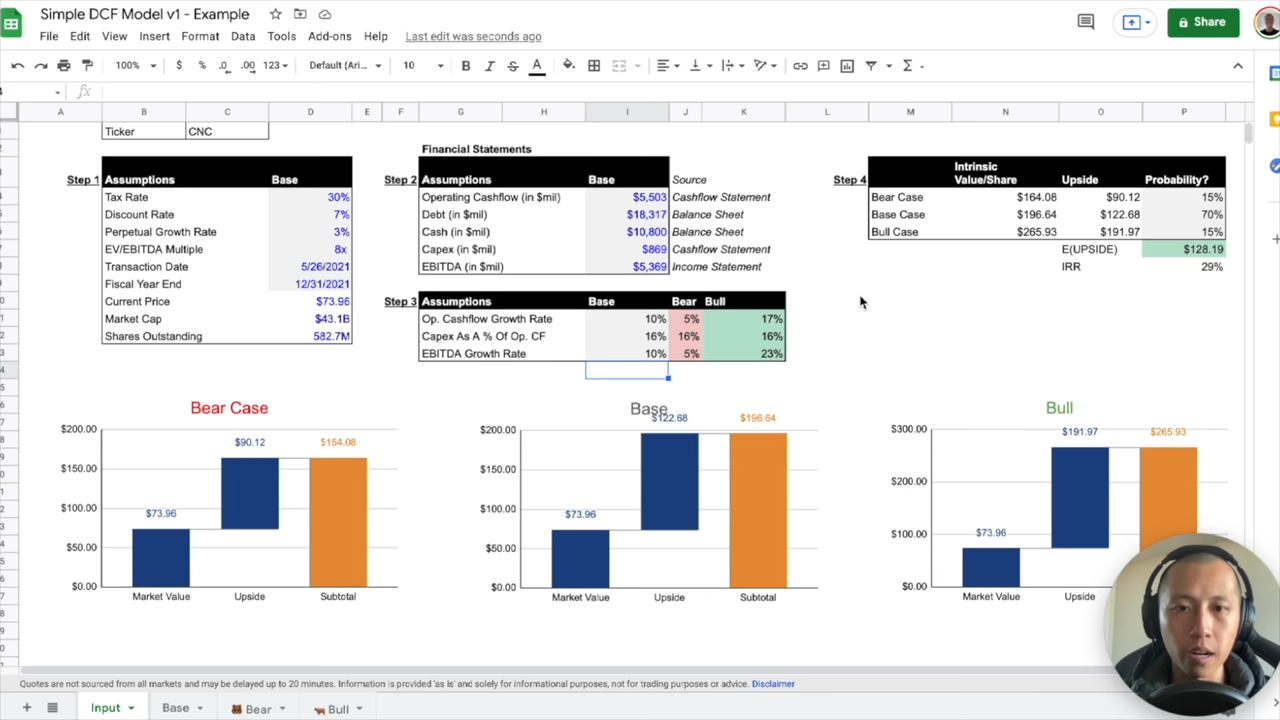 Simple DCF Model v1 - Example
File Edit View Insert Format Data Tools Add-ons Help Last edit was seconds ago
Share
100% $ % .0 .00 123 Default (Ari... 10 B I S A
fx
A B C D E F G H I J K L M N O P
Ticker CNC
Financial Statements
Step 1 Assumptions Base
Tax Rate 30%
Discount Rate 7%
Perpetual Growth Rate 3%
EV/EBITDA Multiple 8x
Transaction Date 5/26/2021
Fiscal Year End 12/31/2021
Current Price $73.96
Market Cap $43.1B
Shares Outstanding 582.7M
Step 2 Assumptions Base Source
Operating Cashflow (in $mil) $5,503 Cashflow Statement
Debt (in $mil) $18,317 Balance Sheet
Cash (in $mil) $10,800 Balance Sheet
Capex (in $mil) $869 Cashflow Statement
EBITDA (in $mil) $5,369 Income Statement
Step 3 Assumptions Base Bear Bull
Op. Cashflow Growth Rate 10% 5% 17%
Capex As A % Of Op. CF 16% 16% 16%
EBITDA Growth Rate 10% 5% 23%
Intrinsic
Step 4 Value/Share Upside Probability?
Bear Case $164.08 $90.12 15%
Base Case $196.64 $122.68 70%
Bull Case $265.93 $191.97 15%
E(UPSIDE) $128.19
IRR 29%
Bear Case
$200.00
$150.00
$100.00
$50.00
$0.00
$73.96
$90.12
$164.08
Market Value Upside Subtotal
Base
$200.00
$150.00
$100.00
$50.00
$0.00
$73.96
$122.68
$196.64
Market Value Upside Subtotal
Bull
$300.00
$200.00
$100.00
$0.00
$73.96
$191.97
$265.93
Market Value Upside
Quotes are not sourced from all markets and may be delayed up to 20 minutes. Information is provided 'as is' and solely for informational purposes, not for trading purposes or advice. Disclaimer
Input Base Bear Bull